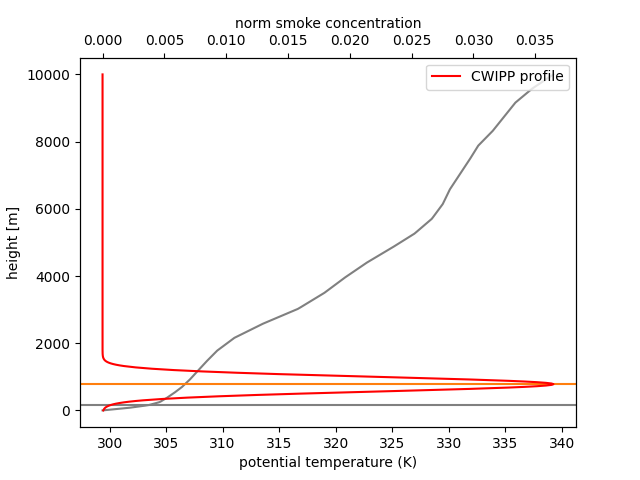 norm smoke concentration
0.000 0.005 0.010 0.015 0.020 0.025 0.030 0.035
CWIPP profile
10000
8000
6000
4000
2000
0
height [m]
300 305 310 315 320 325 330 335 340
potential temperature (K)